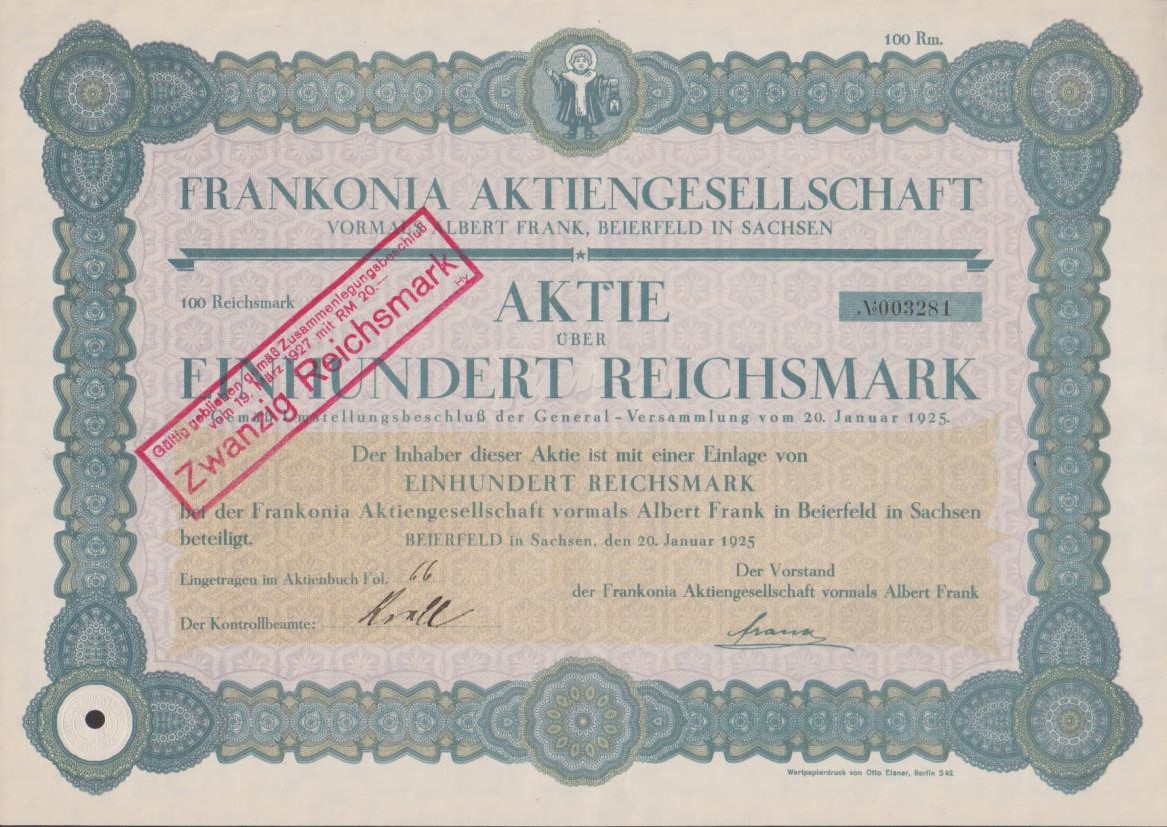 100 Rm.
FRANKONIA AKTIENGESELLSCHAFT
VORMALS ALBERT FRANK, BEIERFELD IN SACHSEN
100 Reichsmark
AKTIE
№003281
ÜBER
EINHUNDERT REICHSMARK
Gemäß Umstellungsbeschluß der General-Versammlung vom 20. Januar 1925.
Gültig geblieben gemäß Zusammenlegungsbeschluß
vom 19. März 1927 mit RM 20.—
Zwanzig Reichsmark
Der Inhaber dieser Aktie ist mit einer Einlage von
EINHUNDERT REICHSMARK
bei der Frankonia Aktiengesellschaft vormals Albert Frank in Beierfeld in Sachsen
beteiligt.
BEIERFELD in Sachsen, den 20. Januar 1925
Eingetragen im Aktienbuch Fol. 66
Der Vorstand
der Frankonia Aktiengesellschaft vormals Albert Frank
Der Kontrollbeamte:
Frank
Wertpapierdruck von Otto Elsner, Berlin S 42.